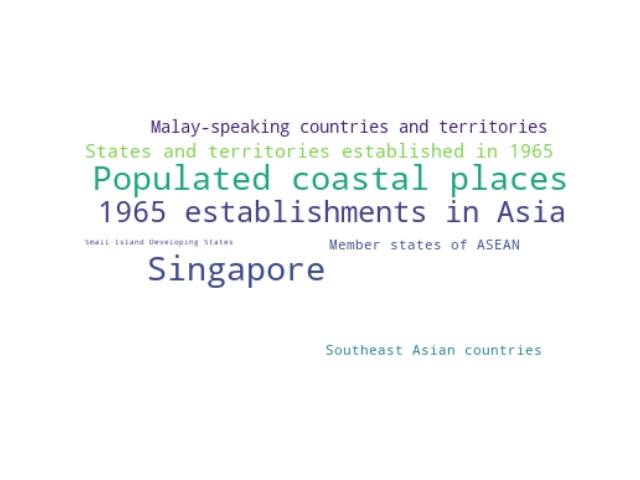 Malay-speaking countries and territories
States and territories established in 1965
Populated coastal places
1965 establishments in Asia
Small Island Developing States
Member states of ASEAN
Singapore
Southeast Asian countries